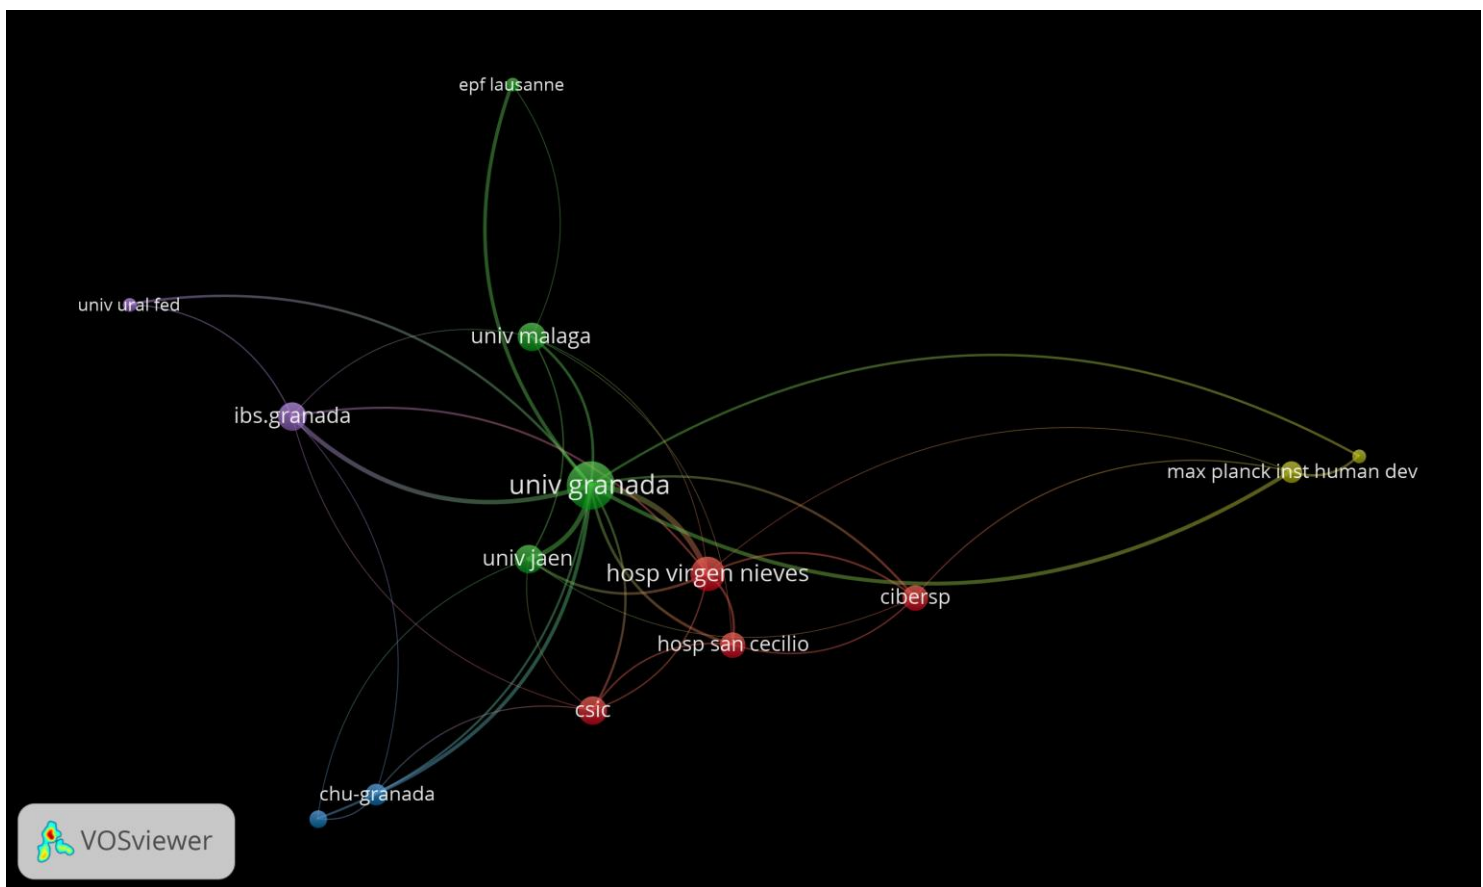 epf lausanne
univ ural fed
univ malaga
ibs.granada
max planck inst human dev
univ granada
univ jaen
hosp virgen nieves
cibersp
hosp san cecilio
csic
chu-granada
VOSviewer